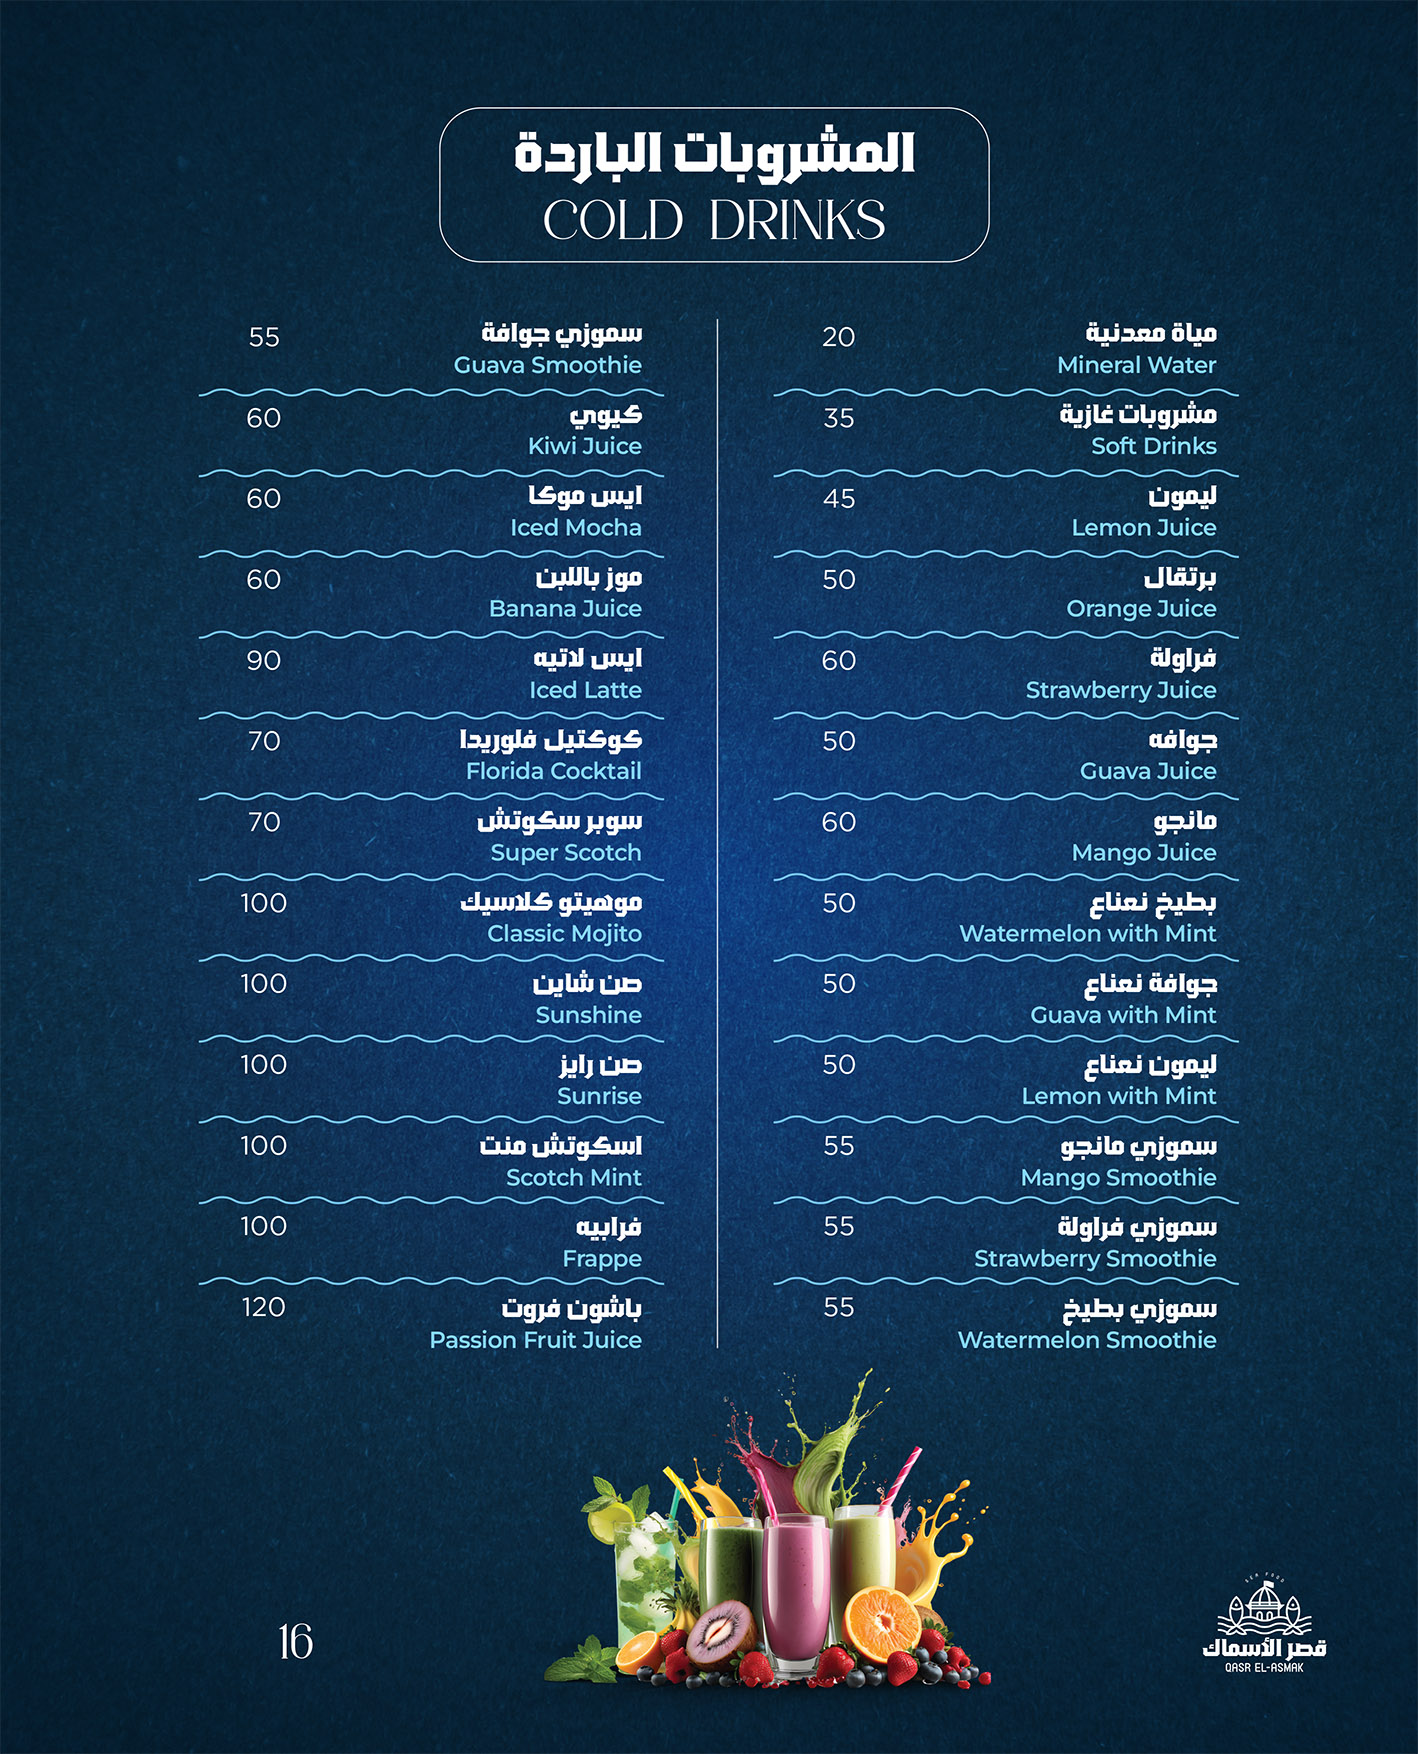 المشروبات الباردة
COLD DRINKS
مياة معدنية 20
Mineral Water
مشروبات غازية 35
Soft Drinks
ليمون 45
Lemon Juice
برتقال 50
Orange Juice
فراولة 60
Strawberry Juice
جوافه 50
Guava Juice
مانجو 60
Mango Juice
بطيخ نعناع 50
Watermelon with Mint
جوافة نعناع 50
Guava with Mint
ليمون نعناع 50
Lemon with Mint
سموزي مانجو 55
Mango Smoothie
سموزي فراولة 55
Strawberry Smoothie
سموزي بطيخ 55
Watermelon Smoothie
سموزي جوافة 55
Guava Smoothie
كيوي 60
Kiwi Juice
ايس موكا 60
Iced Mocha
موز باللبن 60
Banana Juice
ايس لاتيه 90
Iced Latte
كوكتيل فلوريدا 70
Florida Cocktail
سوبر سكوتش 70
Super Scotch
موهيتو كلاسيك 100
Classic Mojito
صن شاين 100
Sunshine
صن رايز 100
Sunrise
اسكوتش منت 100
Scotch Mint
فرابيه 100
Frappe
باشون فروت 120
Passion Fruit Juice
SEA FOOD
قصر الأسماك
QASR EL-ASMAK
16